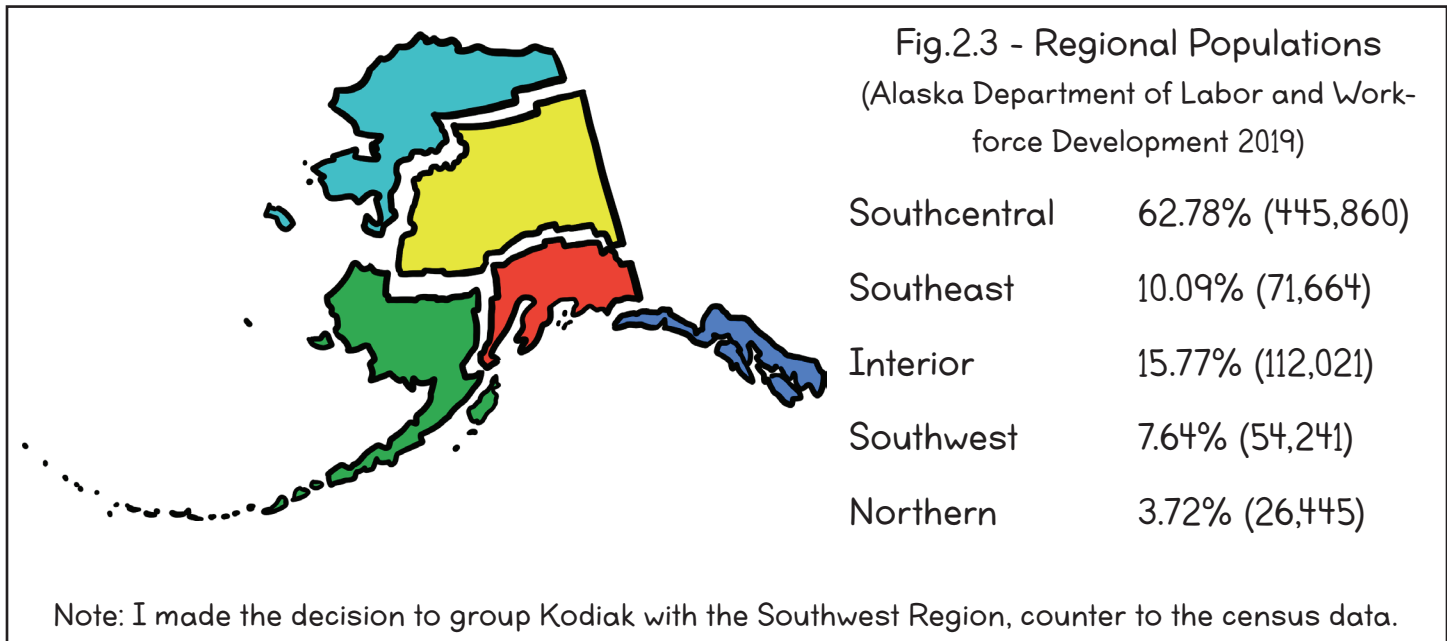 Fig.2.3 - Regional Populations
(Alaska Department of Labor and Work-
force Development 2019)
Southcentral 62.78% (445,860)
Southeast 10.09% (71,664)
Interior 15.77% (112,021)
Southwest 7.64% (54,241)
Northern 3.72% (26,445)
Note: I made the decision to group Kodiak with the Southwest Region, counter to the census data.